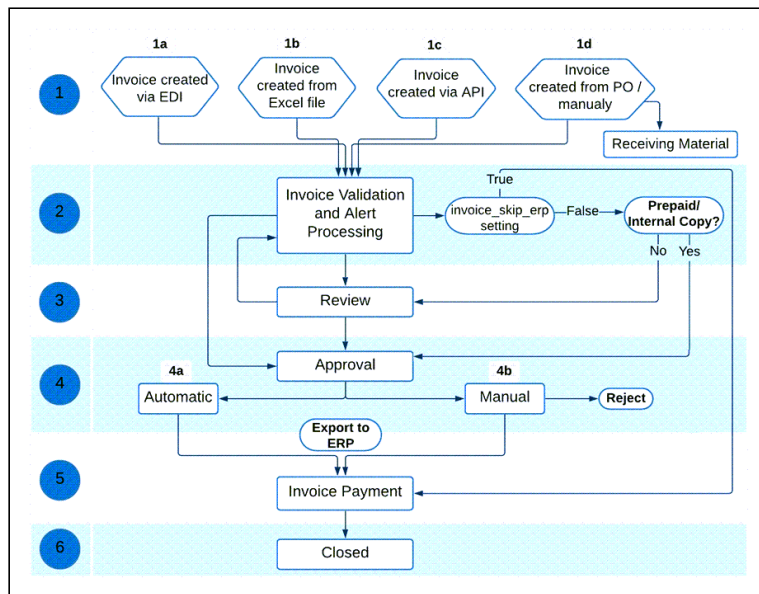 1a
1b
1c
1d
1
Invoice created
via EDI
Invoice
created from
Excel file
Invoice
created via API
Invoice
created from PO /
manualy
Receiving Material
2
Invoice Validation
and Alert
Processing
True
invoice_skip_erp
setting
False
Prepaid/
Internal Copy?
No
Yes
3
Review
4
Approval
4a
Automatic
4b
Manual
Reject
Export to
ERP
5
Invoice Payment
6
Closed